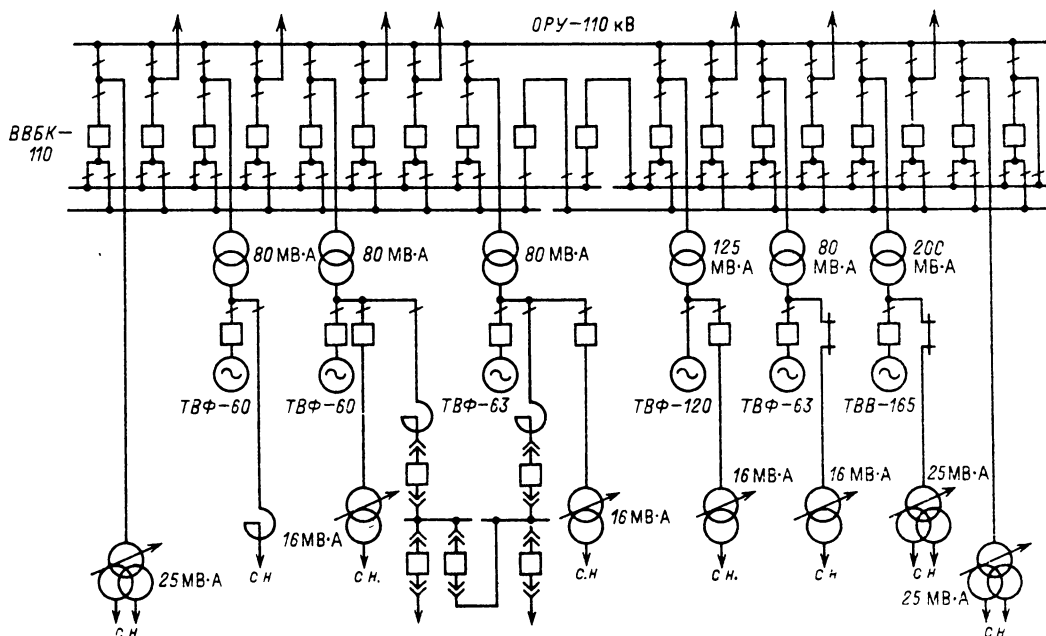 ОРУ-110 кВ
ВВБК-
110
80 МВ·А
80 МВ·А
80 МВ·А
125
МВ·А
80
МВ·А
200
МВ·А
ТВФ-60
ТВФ-60
ТВФ-63
ТВФ-120
ТВФ-63
ТВВ-165
16 МВ·А
16 МВ·А
25 МВ·А
16 МВ·А
16 МВ·А
25 МВ·А
25 МВ·А
с н
с н
с н.
с.н
с н.
с н
с н
с н